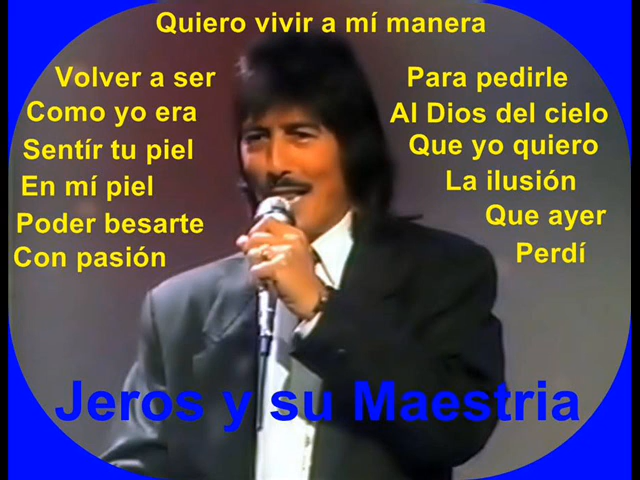 Quiero vivir a mí manera
Volver a ser
Como yo era
Sentír tu piel
En mí piel
Poder besarte
Con pasión
Para pedirle
Al Dios del cielo
Que yo quiero
La ilusión
Que ayer
Perdí
Jeros y su Maestria